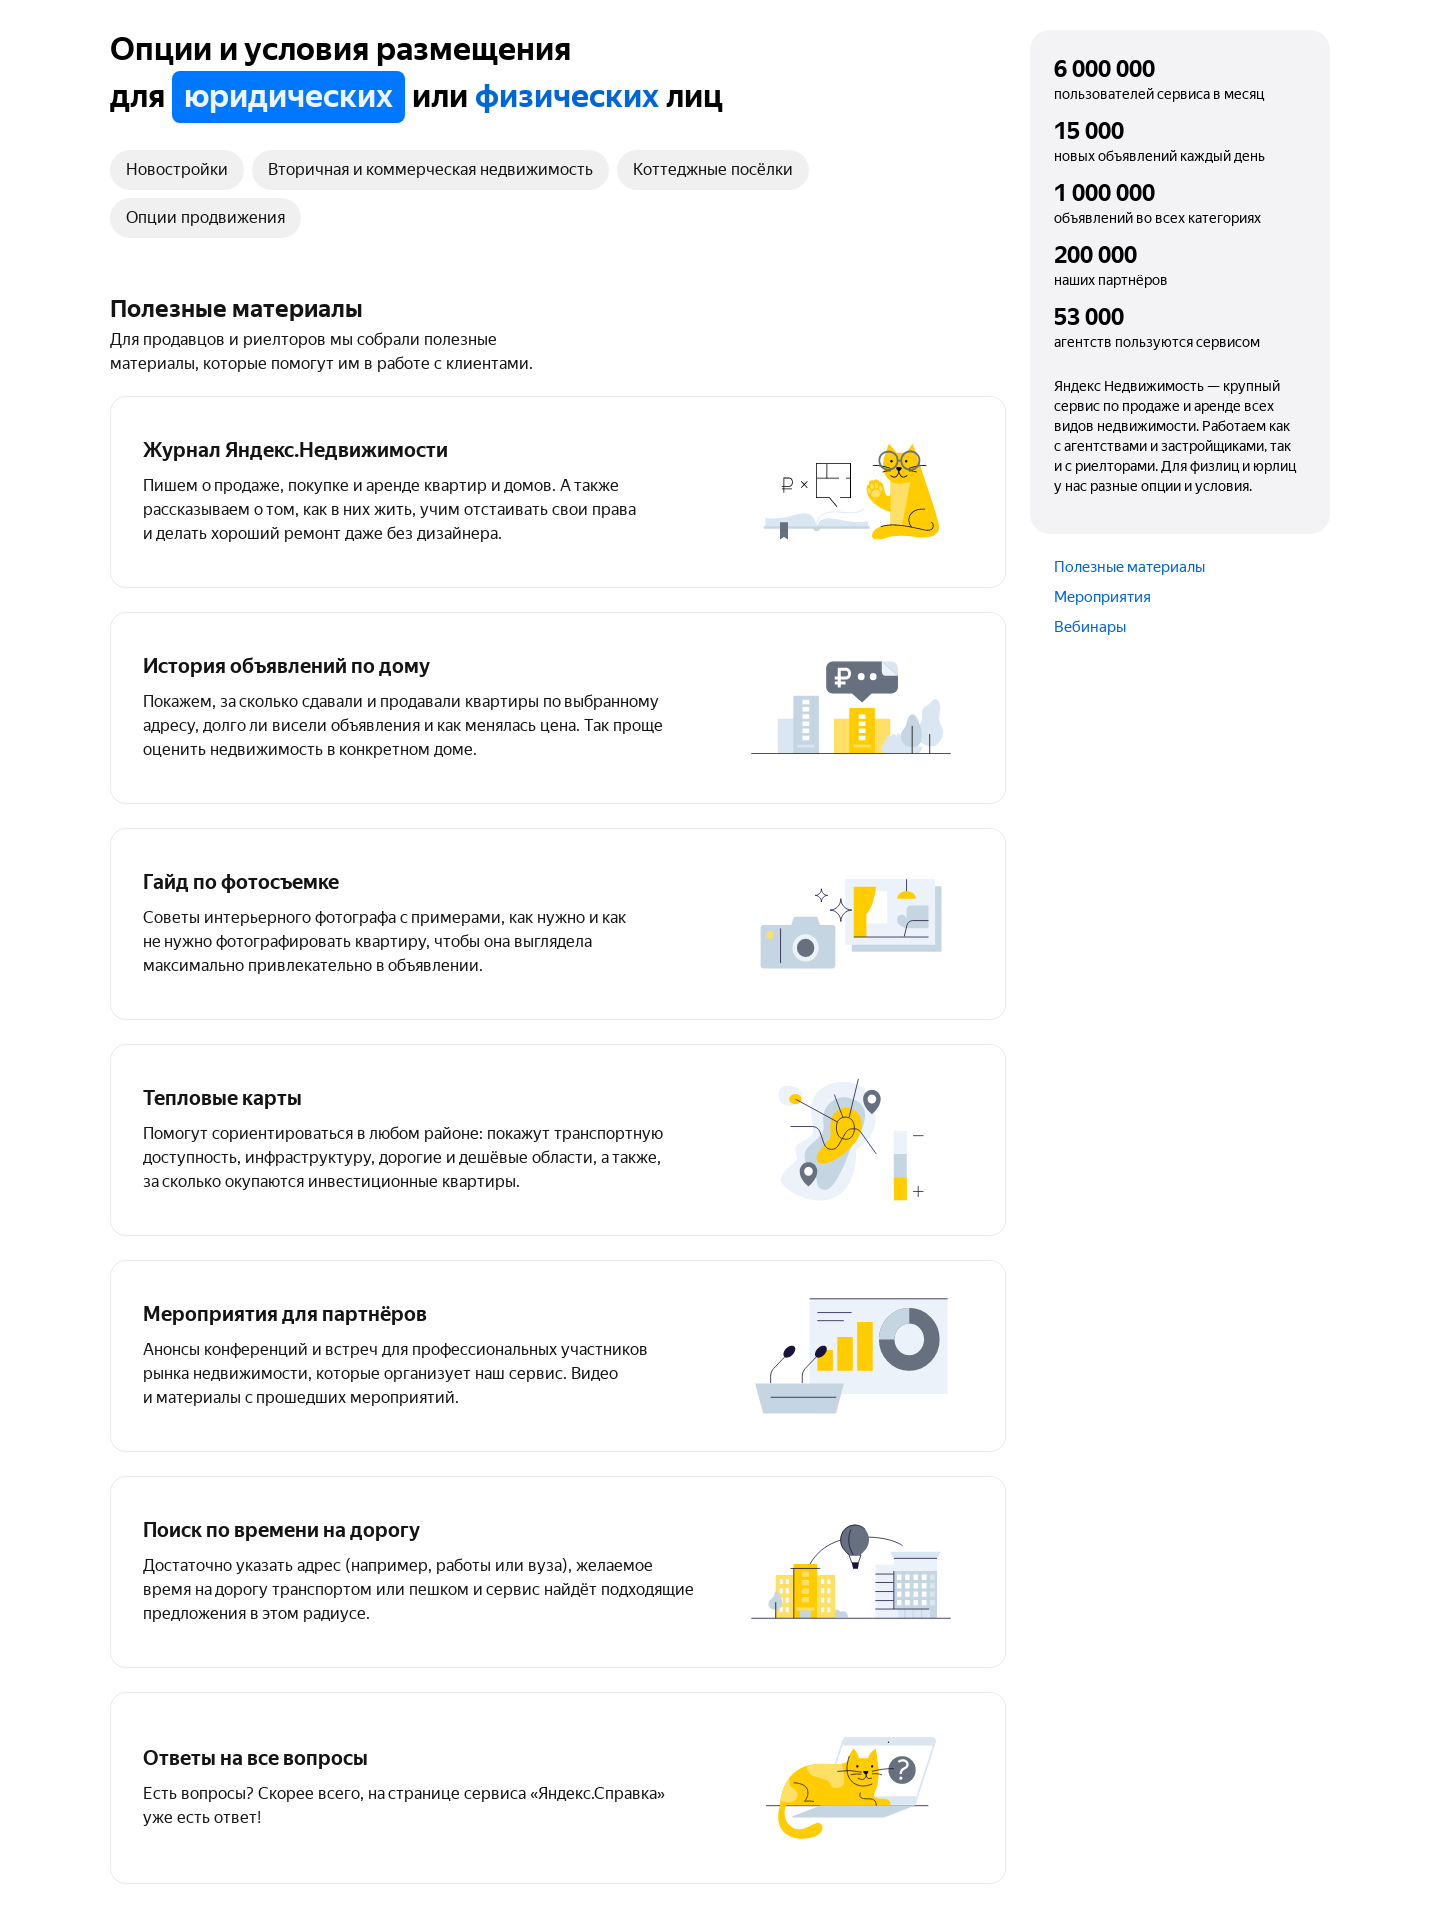 Опции и условия размещения
для юридических или физических лиц
Новостройки
Вторичная и коммерческая недвижимость
Коттеджные посёлки
Опции продвижения
Полезные материалы
Для продавцов и риелторов мы собрали полезные
материалы, которые помогут им в работе с клиентами.
Журнал Яндекс.Недвижимости
Пишем о продаже, покупке и аренде квартир и домов. А также
рассказываем о том, как в них жить, учим отстаивать свои права
и делать хороший ремонт даже без дизайнера.
₽ ×
История объявлений по дому
Покажем, за сколько сдавали и продавали квартиры по выбранному
адресу, долго ли висели объявления и как менялась цена. Так проще
оценить недвижимость в конкретном доме.
₽
Гайд по фотосъемке
Советы интерьерного фотографа с примерами, как нужно и как
не нужно фотографировать квартиру, чтобы она выглядела
максимально привлекательно в объявлении.
Тепловые карты
Помогут сориентироваться в любом районе: покажут транспортную
доступность, инфраструктуру, дорогие и дешёвые области, а также,
за сколько окупаются инвестиционные квартиры.
−
+
Мероприятия для партнёров
Анонсы конференций и встреч для профессиональных участников
рынка недвижимости, которые организует наш сервис. Видео
и материалы с прошедших мероприятий.
Поиск по времени на дорогу
Достаточно указать адрес (например, работы или вуза), желаемое
время на дорогу транспортом или пешком и сервис найдёт подходящие
предложения в этом радиусе.
Ответы на все вопросы
Есть вопросы? Скорее всего, на странице сервиса «Яндекс.Справка»
уже есть ответ!
?
6 000 000
пользователей сервиса в месяц
15 000
новых объявлений каждый день
1 000 000
объявлений во всех категориях
200 000
наших партнёров
53 000
агентств пользуются сервисом
Яндекс Недвижимость — крупный
сервис по продаже и аренде всех
видов недвижимости. Работаем как
с агентствами и застройщиками, так
и с риелторами. Для физлиц и юрлиц
у нас разные опции и условия.
Полезные материалы
Мероприятия
Вебинары